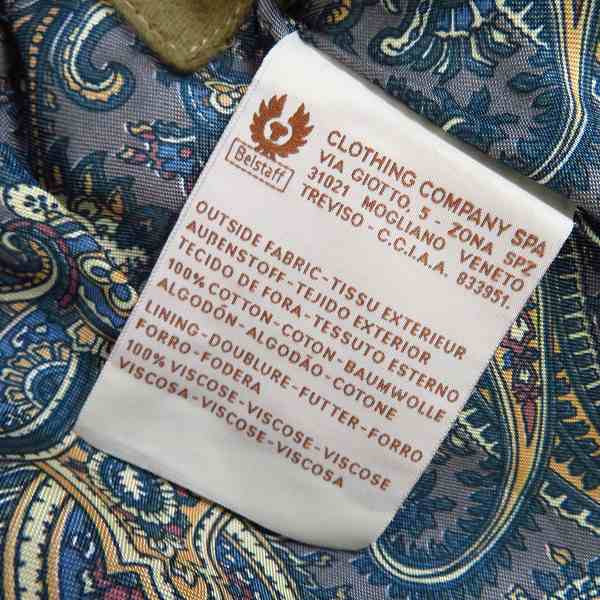 Belstaff
CLOTHING COMPANY SPA
VIA GIOTTO, 5 - ZONA SPZ
31021 MOGLIANO VENETO
TREVISO - C.C.I.A.A. 933951.
OUTSIDE FABRIC-TISSU EXTERIEUR
AUßENSTOFF-TEJIDO EXTERIOR
TECIDO DE FORA-TESSUTO ESTERNO
100% COTTON-COTON-BAUMWOLLE
ALGODÓN-ALGODÃO-COTONE
LINING-DOUBLURE-FUTTER-FORRO
FORRO-FODERA
100% VISCOSE-VISCOSE-VISCOSE
VISCOSA-VISCOSE-VISCOSA